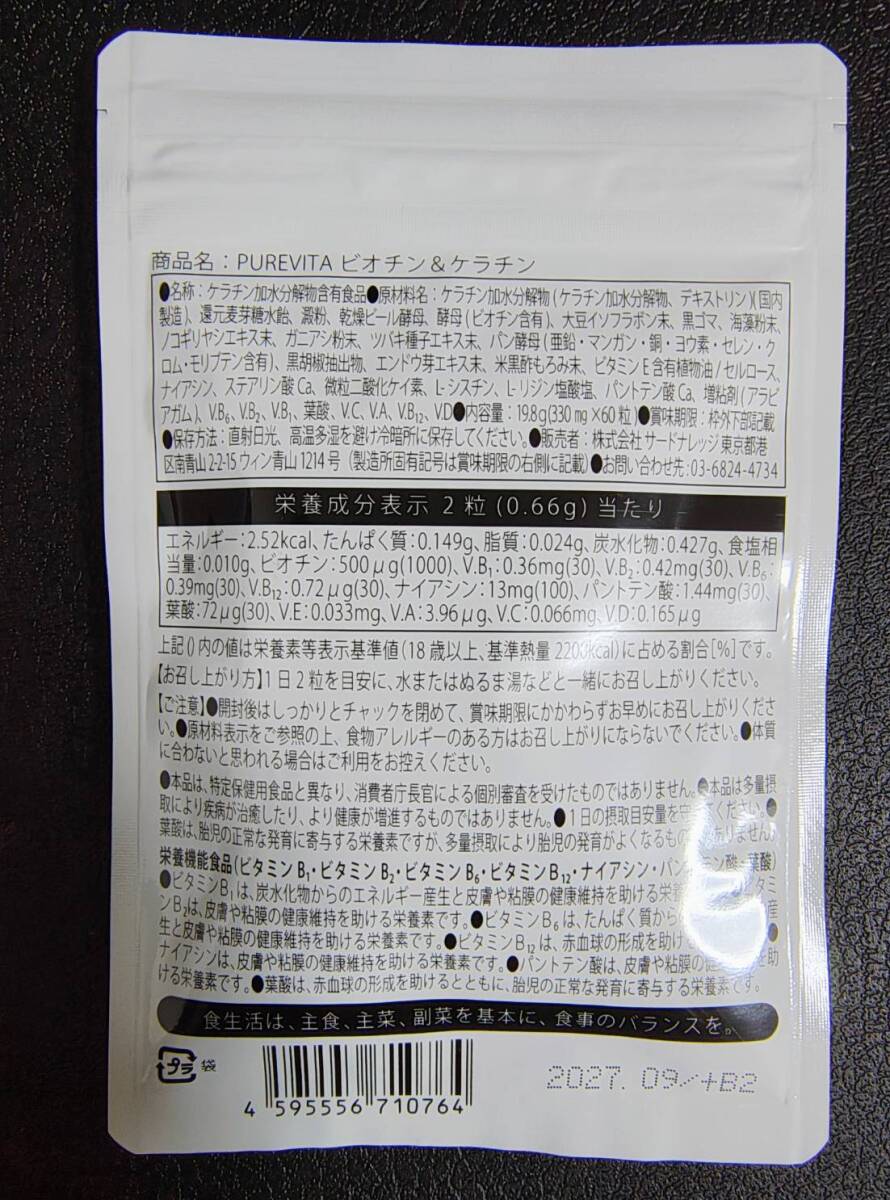 商品名：PUREVITA ビオチン＆ケラチン
●名称：ケラチン加水分解物含有食品●原材料名：ケラチン加水分解物（ケラチン加水分解物、デキストリン）（国内
製造）、還元麦芽糖水飴、澱粉、乾燥ビール酵母、酵母（ビオチン含有）、大豆イソフラボン末、黒ゴマ、海藻粉末、
ノコギリヤシエキス末、ガニアシ粉末、ツバキ種子エキス末、パン酵母（亜鉛・マンガン・銅・ヨウ素・セレン・ク
ロム・モリブテン含有）、黒胡椒抽出物、エンドウ芽エキス末、米黒酢もろみ末、ビタミンE含有植物油/セルロース、
ナイアシン、ステアリン酸Ca、微粒二酸化ケイ素、L-シスチン、L-リジン塩酸塩、パントテン酸Ca、増粘剤（アラビ
アガム）、V.B₆、V.B₂、V.B₁、葉酸、V.C、V.A、V.B₁₂、V.D●内容量：19.8g（330㎎×60粒）●賞味期限：枠外下部記載
●保存方法：直射日光、高温多湿を避け冷暗所に保存してください。●販売者：株式会社サードナレッジ東京都港
区南青山2-2-15ウィン青山1214号（製造所固有記号は賞味期限の右側に記載）●お問い合わせ先：03-6824-4734
栄養成分表示 2粒（0.66g）当たり
エネルギー：2.52kcal、たんぱく質：0.149g、脂質：0.024g、炭水化物：0.427g、食塩相
当量：0.010g、ビオチン：500μg(1000)、V.B₁：0.36mg(30)、V.B₂：0.42mg(30)、V.B₆：
0.39mg(30)、V.B₁₂：0.72μg(30)、ナイアシン：13mg(100)、パントテン酸：1.44mg(30)、
葉酸：72μg(30)、V.E：0.033mg、V.A：3.96μg、V.C：0.066mg、V.D：0.165μg
上記()内の値は栄養素等表示基準値（18歳以上、基準熱量2200kcal）に占める割合[%]です。
【お召し上がり方】1日2粒を目安に、水またはぬるま湯などと一緒にお召し上がりください。
【ご注意】●開封後はしっかりとチャックを閉めて、賞味期限にかかわらずお早めにお召し上がりくださ
い。●原材料表示をご参照の上、食物アレルギーのある方はお召し上がりにならないでください。●体質
に合わないと思われる場合はご利用をお控えください。
●本品は、特定保健用食品と異なり、消費者庁長官による個別審査を受けたものではありません。●本品は多量摂
取により疾病が治癒したり、より健康が増進するものではありません。●1日の摂取目安量を守ってください。●
葉酸は、胎児の正常な発育に寄与する栄養素ですが、多量摂取により胎児の発育がよくなるものではありません。
栄養機能食品（ビタミンB₁・ビタミンB₂・ビタミンB₆・ビタミンB₁₂・ナイアシン・パントテン酸・葉酸）
●ビタミンB₁は、炭水化物からのエネルギー産生と皮膚や粘膜の健康維持を助ける栄養 タミ
ンB₂は、皮膚や粘膜の健康維持を助ける栄養素です。●ビタミンB₆は、たんぱく質から 産
生と皮膚や粘膜の健康維持を助ける栄養素です。●ビタミンB₁₂は、赤血球の形成を助け ●
ナイアシンは、皮膚や粘膜の健康維持を助ける栄養素です。●パントテン酸は、皮膚や粘膜の健 を助
ける栄養素です。●葉酸は、赤血球の形成を助けるとともに、胎児の正常な発育に寄与する栄養素です。
食生活は、主食、主菜、副菜を基本に、食事のバランスを。
プラ 袋
2027. 09/+B2
4 595556 710764